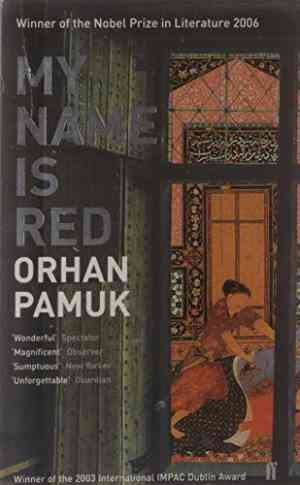 Winner of the Nobel Prize in Literature 2006
MY
NAME
IS
RED
ORHAN
PAMUK
'Wonderful' Spectator
'Magnificent' Observer
'Sumptuous' New Yorker
'Unforgettable' Guardian
ff
Winner of the 2003 International IMPAC Dublin Award